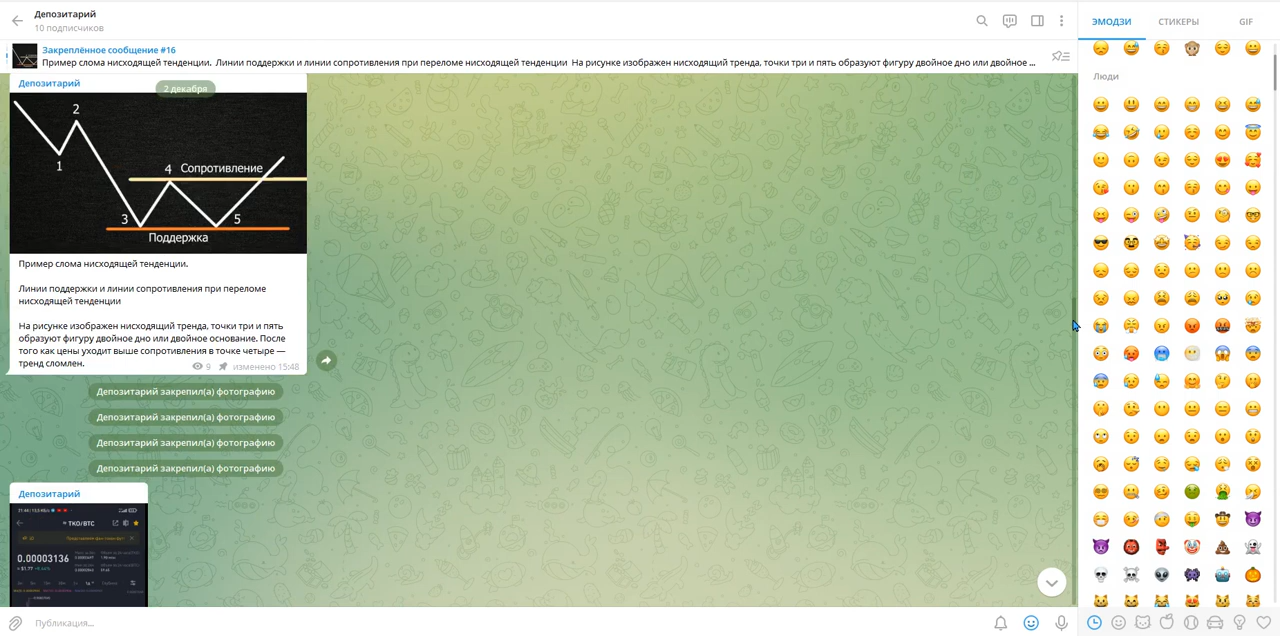 Депозитарий
10 подписчиков
ЭМОДЗИ
СТИКЕРЫ
GIF
Закреплённое сообщение #16
Пример слома нисходящей тенденции. Линии поддержки и линии сопротивления при переломе нисходящей тенденции На рисунке изображен нисходящий тренда, точки три и пять образуют фигуру двойное дно или двойное ...
Люди
Депозитарий
2 декабря
2
1
4 Сопротивление
3
5
Поддержка
Пример слома нисходящей тенденции.
Линии поддержки и линии сопротивления при переломе
нисходящей тенденции
На рисунке изображен нисходящий тренда, точки три и пять
образуют фигуру двойное дно или двойное основание. После
того как цены уходит выше сопротивления в точке четыре —
тренд сломлен.
9
изменено 15:48
Депозитарий закрепил(а) фотографию
Депозитарий закрепил(а) фотографию
Депозитарий закрепил(а) фотографию
Депозитарий закрепил(а) фотографию
Депозитарий
TKO/BTC
0.00003136
Публикация...